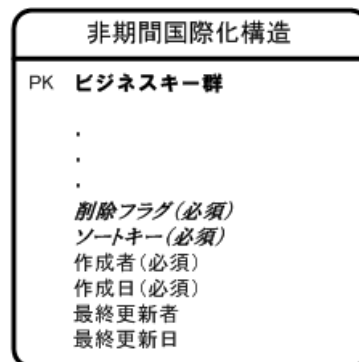 非期間国際化構造
PK ビジネスキー群
.
.
.
削除フラグ(必須)
ソートキー(必須)
作成者(必須)
作成日(必須)
最終更新者
最終更新日